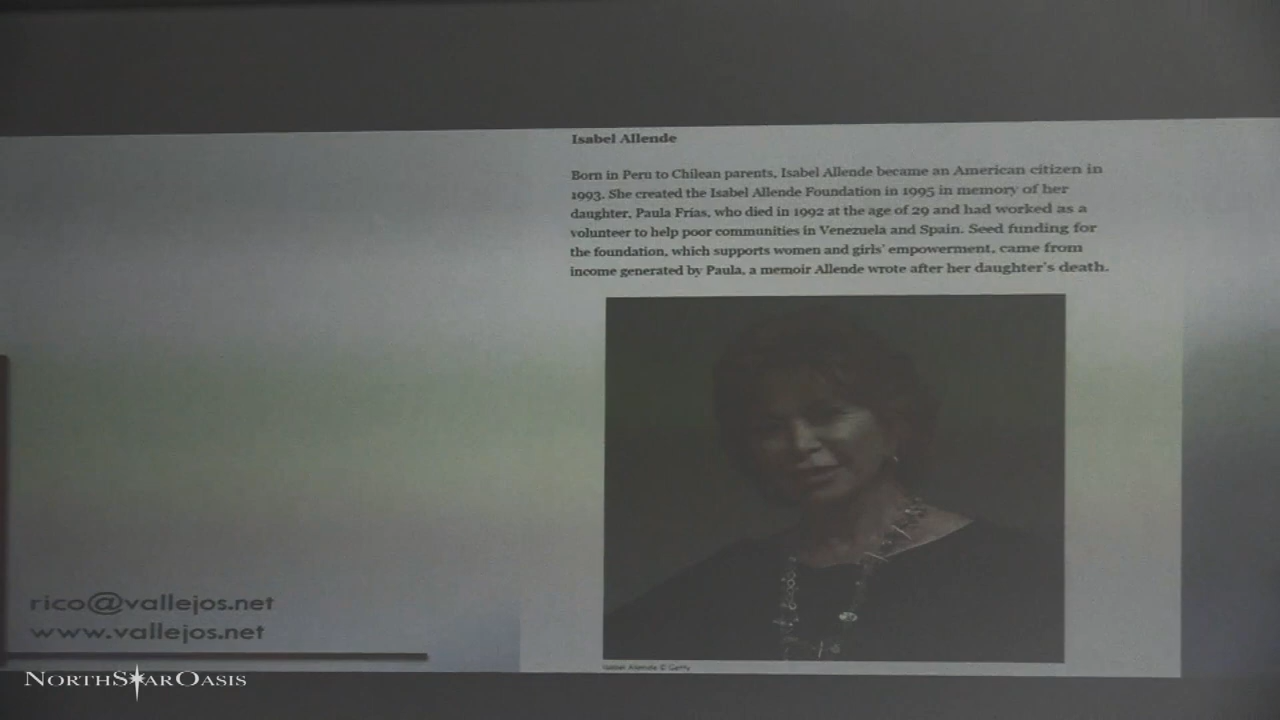 Isabel Allende
Born in Peru to Chilean parents, Isabel Allende became an American citizen in
1993. She created the Isabel Allende Foundation in 1995 in memory of her
daughter, Paula Frías, who died in 1992 at the age of 29 and had worked as a
volunteer to help poor communities in Venezuela and Spain. Seed funding for
the foundation, which supports women and girls' empowerment, came from
income generated by Paula, a memoir Allende wrote after her daughter's death.
Isabel Allende © Getty
rico@vallejos.net
www.vallejos.net
NORTHSTAROASIS